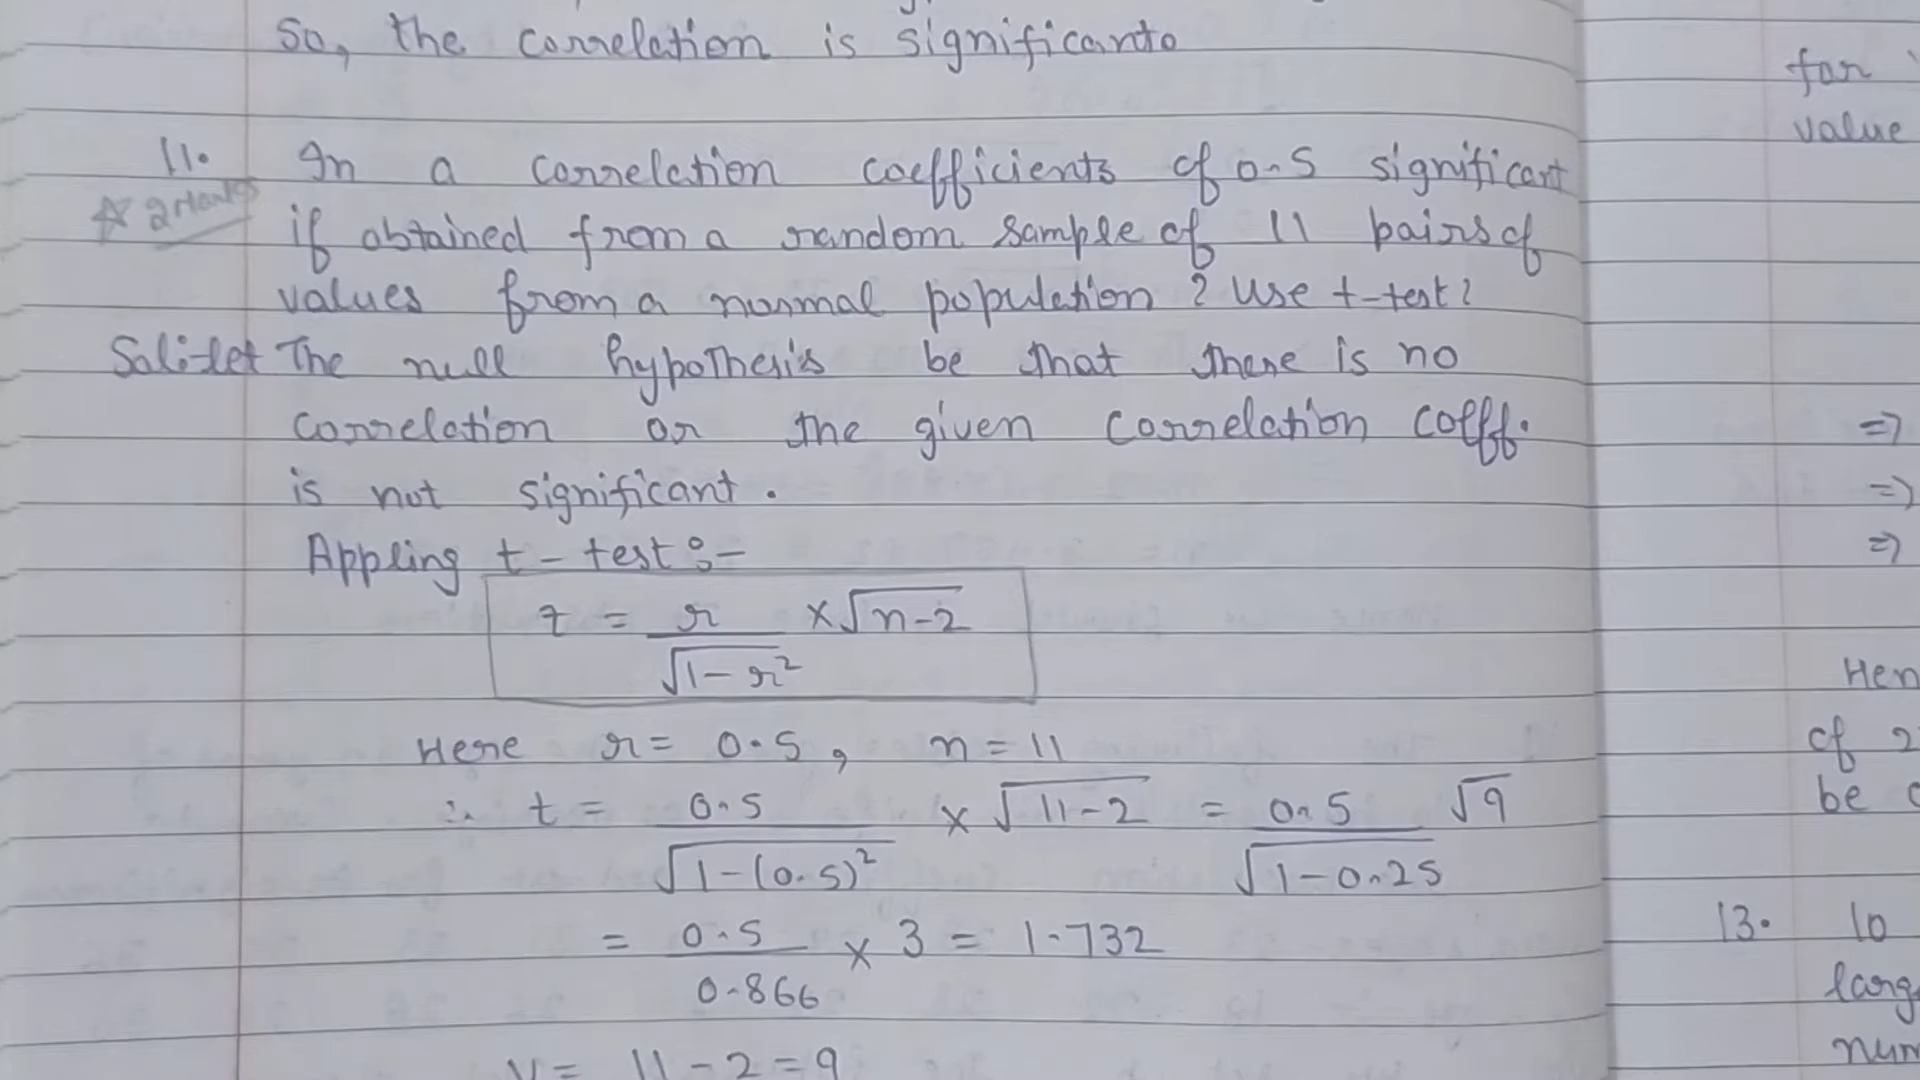 So, the correlation is significant.
11. In a correlation coefficients of 0.5 significant
☆ 2 Marks
if obtained from a random sample of 11 pairs of
values from a normal population? Use t-test?
Sol:- let The null hypothesis be that there is no
correlation or the given correlation coeff.
is not significant.
Appling t-test:-
t = r/√(1-r²) × √(n-2)
Here r = 0.5, n = 11
∴ t = 0.5/√(1-(0.5)²) × √(11-2) = 0.5/√(1-0.25) √9
= 0.5/0.866 × 3 = 1.732
ν = 11-2 = 9
for
value
⇒
⇒
⇒
Hen
of 2
be
13. 10
larg
num